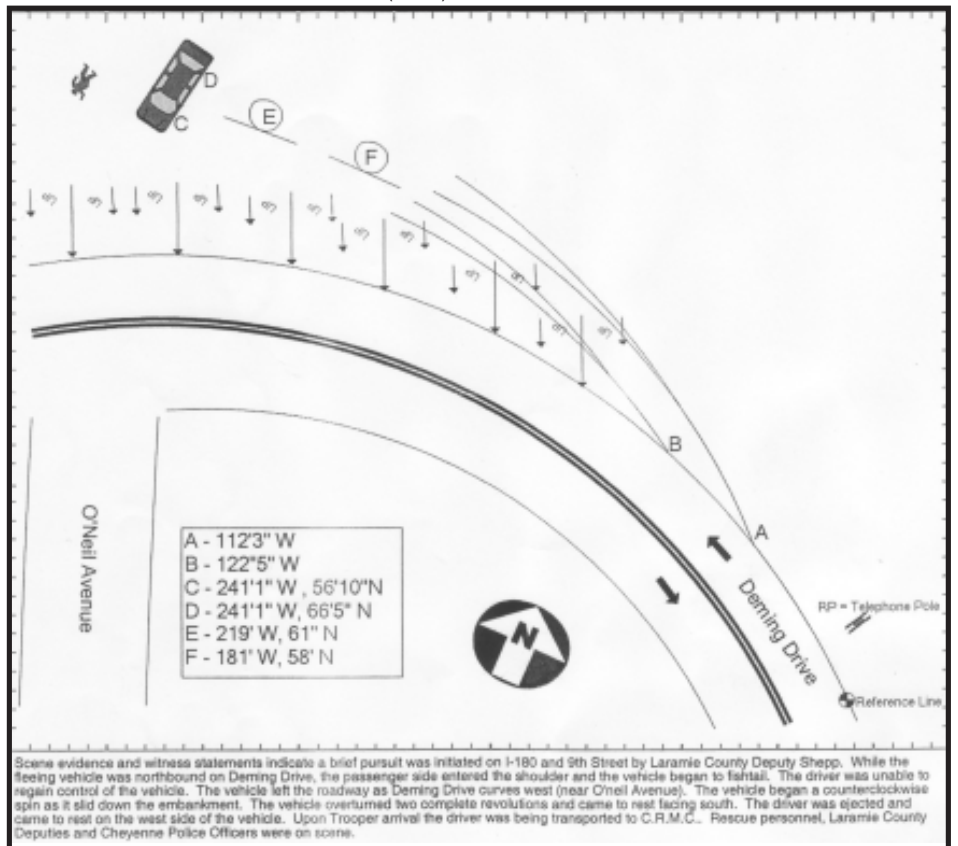 D
C
E
F
B
A
O'Neil Avenue
A - 112'3" W
B - 122"5" W
C - 241'1" W , 56'10"N
D - 241'1" W, 66'5" N
E - 219' W, 61" N
F - 181' W, 58' N
N
Deming Drive
RP = Telephone Pole
Reference Line
Scene evidence and witness statements indicate a brief pursuit was initiated on I-180 and 9th Street by Laramie County Deputy Shepp. While the
fleeing vehicle was northbound on Deming Drive, the passenger side entered the shoulder and the vehicle began to fishtail. The driver was unable to
regain control of the vehicle. The vehicle left the roadway as Deming Drive curves west (near O'neil Avenue). The vehicle began a counterclockwise
spin as it slid down the embankment. The vehicle overturned two complete revolutions and came to rest facing south. The driver was ejected and
came to rest on the west side of the vehicle. Upon Trooper arrival the driver was being transported to C.R.M.C.. Rescue personnel, Laramie County
Deputies and Cheyenne Police Officers were on scene.